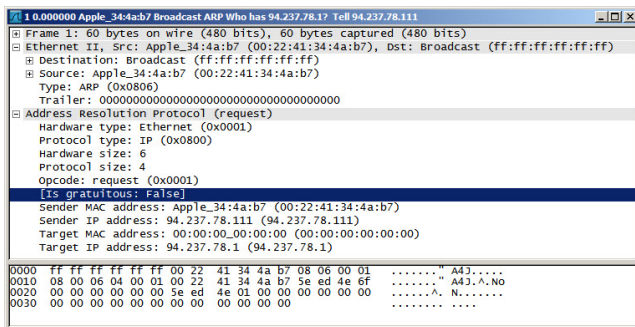 1 0.000000 Apple_34:4a:b7 Broadcast ARP Who has 94.237.78.1? Tell 94.237.78.111
Frame 1: 60 bytes on wire (480 bits), 60 bytes captured (480 bits)
Ethernet II, Src: Apple_34:4a:b7 (00:22:41:34:4a:b7), Dst: Broadcast (ff:ff:ff:ff:ff:ff)
Destination: Broadcast (ff:ff:ff:ff:ff:ff)
Source: Apple_34:4a:b7 (00:22:41:34:4a:b7)
Type: ARP (0x0806)
Trailer: 000000000000000000000000000000000000
Address Resolution Protocol (request)
Hardware type: Ethernet (0x0001)
Protocol type: IP (0x0800)
Hardware size: 6
Protocol size: 4
Opcode: request (0x0001)
[Is gratuitous: False]
Sender MAC address: Apple_34:4a:b7 (00:22:41:34:4a:b7)
Sender IP address: 94.237.78.111 (94.237.78.111)
Target MAC address: 00:00:00_00:00:00 (00:00:00:00:00:00)
Target IP address: 94.237.78.1 (94.237.78.1)
0000 ff ff ff ff ff ff 00 22 41 34 4a b7 08 06 00 01 ......." A4J.....
0010 08 00 06 04 00 01 00 22 41 34 4a b7 5e ed 4e 6f ......." A4J.^.No
0020 00 00 00 00 00 00 5e ed 4e 01 00 00 00 00 00 00 ......^. N.......
0030 00 00 00 00 00 00 00 00 00 00 00 00 ........ ....